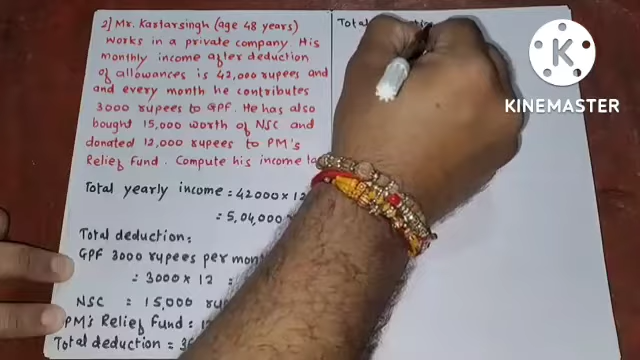 2] Mr. Kartarsingh (age 48 years)
works in a private company. His
monthly income after deduction
of allowances is 42,000 rupees and
and every month he contributes
3000 rupees to GPF. He has also
bought 15,000 worth of NSC and
donated 12,000 rupees to PM's
Relief Fund. Compute his income
Total yearly income = 42000 × 12
= 5,04,000
Total deduction:
GPF 3000 rupees per
= 3000 × 12 =
NSC = 15,000
PM's Relief Fund =
Total deduction =
Total
K
KINEMASTER